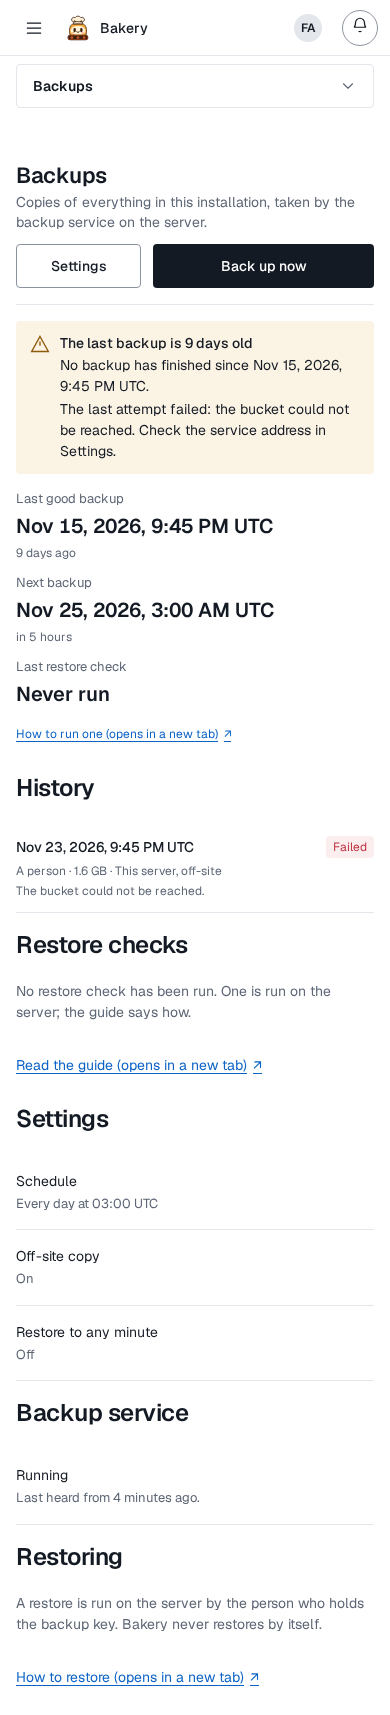 Bakery
FA
Backups
Backups
Copies of everything in this installation, taken by the
backup service on the server.
Settings
Back up now
The last backup is 9 days old
No backup has finished since Nov 15, 2026,
9:45 PM UTC.
The last attempt failed: the bucket could not
be reached. Check the service address in
Settings.
Last good backup
Nov 15, 2026, 9:45 PM UTC
9 days ago
Next backup
Nov 25, 2026, 3:00 AM UTC
in 5 hours
Last restore check
Never run
How to run one (opens in a new tab)
History
Nov 23, 2026, 9:45 PM UTC
Failed
A person · 1.6 GB · This server, off-site
The bucket could not be reached.
Restore checks
No restore check has been run. One is run on the
server; the guide says how.
Read the guide (opens in a new tab)
Settings
Schedule
Every day at 03:00 UTC
Off-site copy
On
Restore to any minute
Off
Backup service
Running
Last heard from 4 minutes ago.
Restoring
A restore is run on the server by the person who holds
the backup key. Bakery never restores by itself.
How to restore (opens in a new tab)